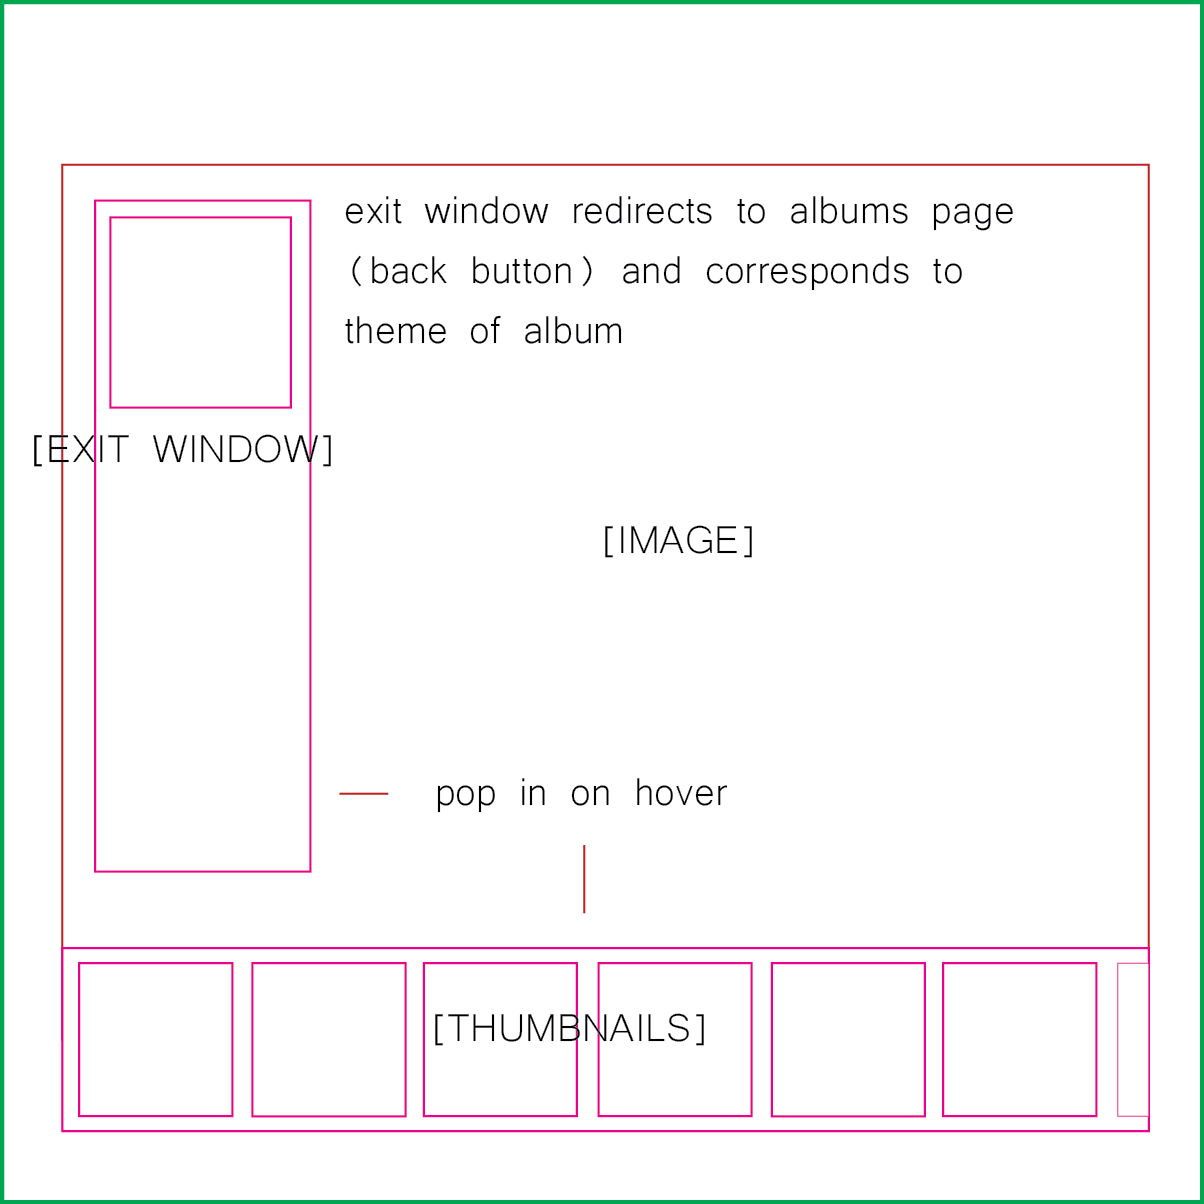 exit window redirects to albums page
(back button) and corresponds to
theme of album
[EXIT WINDOW]
[IMAGE]
pop in on hover
[THUMBNAILS]